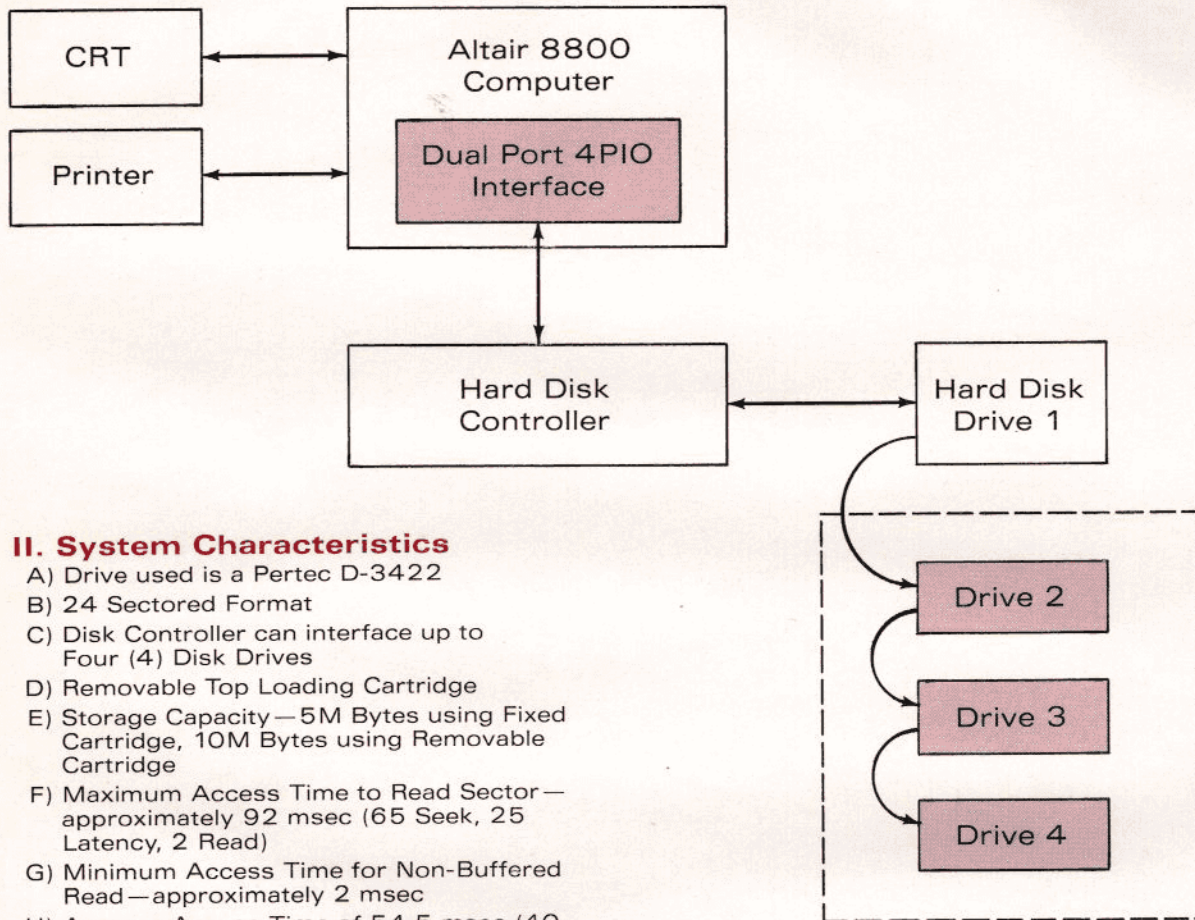 CRT
Altair 8800
Computer
Printer
Dual Port 4PIO
Interface
Hard Disk
Controller
Hard Disk
Drive 1
Drive 2
Drive 3
Drive 4
II. System Characteristics
A) Drive used is a Pertec D-3422
B) 24 Sectored Format
C) Disk Controller can interface up to
Four (4) Disk Drives
D) Removable Top Loading Cartridge
E) Storage Capacity—5M Bytes using Fixed
Cartridge, 10M Bytes using Removable
Cartridge
F) Maximum Access Time to Read Sector—
approximately 92 msec (65 Seek, 25
Latency, 2 Read)
G) Minimum Access Time for Non-Buffered
Read—approximately 2 msec